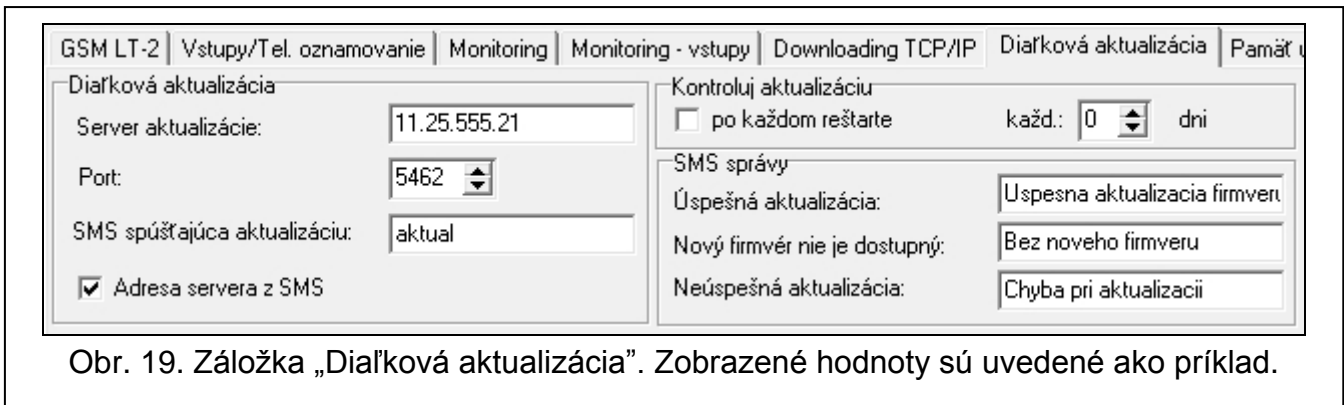 GSM LT-2 Vstupy/Tel. oznamovanie Monitoring Monitoring - vstupy Downloading TCP/IP Diaľková aktualizácia Pamäť
Diaľková aktualizácia
Server aktualizácie: 11.25.555.21
Port: 5462
SMS spúšťajúca aktualizáciu: aktual
Adresa servera z SMS
Kontroluj aktualizáciu
po každom reštarte každ.: 0 dni
SMS správy
Úspešná aktualizácia: Uspesna aktualizacia
Nový firmvér nie je dostupný: Bez noveho firmveru
Neúspešná aktualizácia: Chyba pri aktualizacii
Obr. 19. Záložka „Diaľková aktualizácia”. Zobrazené hodnoty sú uvedené ako príklad.